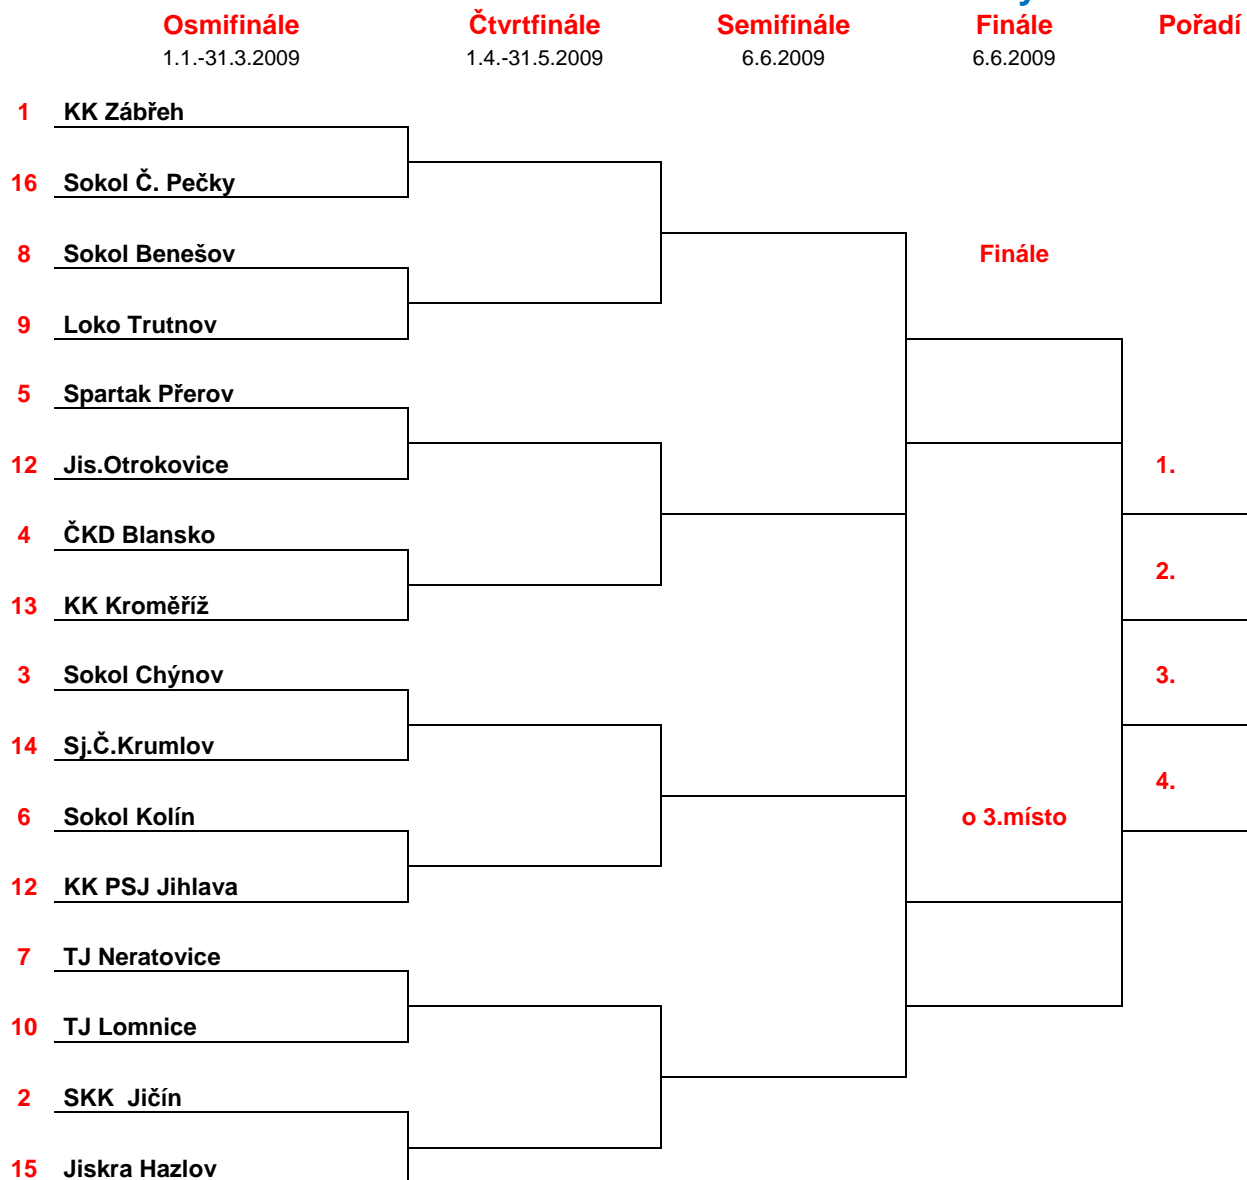 Osmifinále Čtvrtfinále Semifinále Finále Pořadí
1.1.-31.3.2009 1.4.-31.5.2009 6.6.2009 6.6.2009
1 KK Zábřeh
16 Sokol Č. Pečky
8 Sokol Benešov Finále
9 Loko Trutnov
5 Spartak Přerov
12 Jis.Otrokovice 1.
4 ČKD Blansko
2.
13 KK Kroměříž
3 Sokol Chýnov 3.
14 Sj.Č.Krumlov
4.
6 Sokol Kolín o 3.místo
12 KK PSJ Jihlava
7 TJ Neratovice
10 TJ Lomnice
2 SKK Jičín
15 Jiskra Hazlov